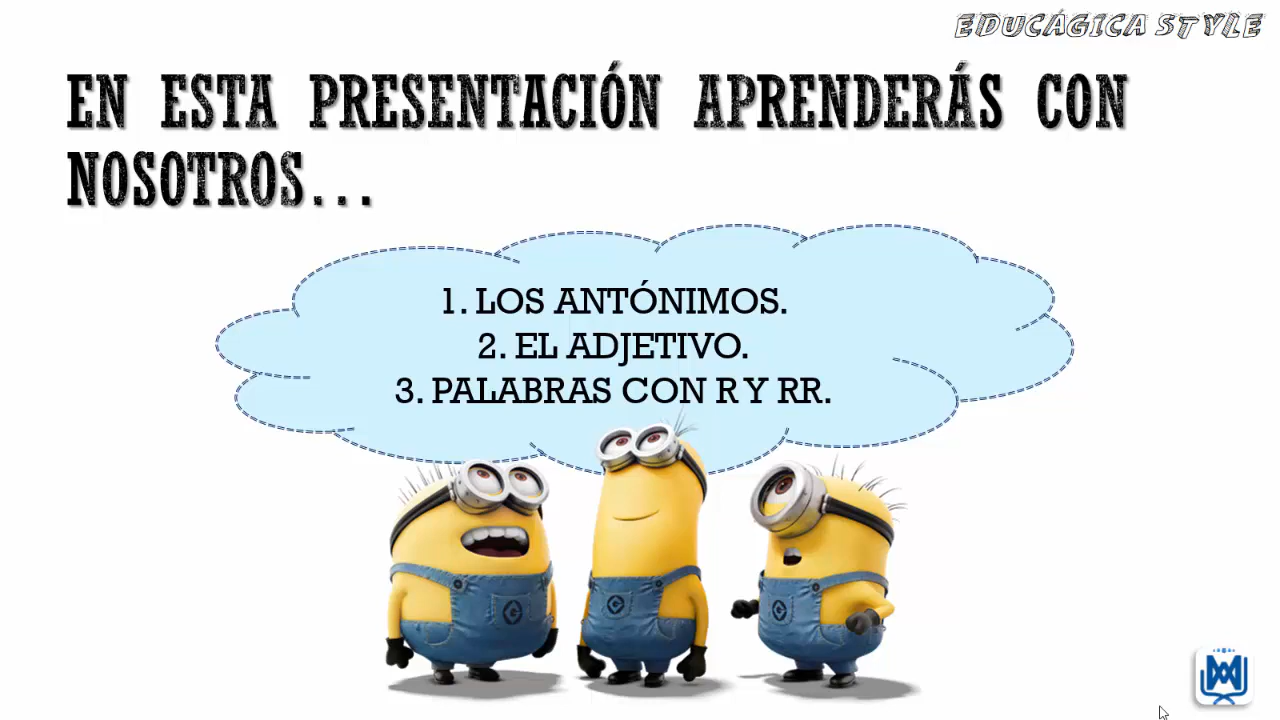 EDUCÁGICA STYLE
EN ESTA PRESENTACIÓN APRENDERÁS CON
NOSOTROS...
1. LOS ANTÓNIMOS.
2. EL ADJETIVO.
3. PALABRAS CON R Y RR.